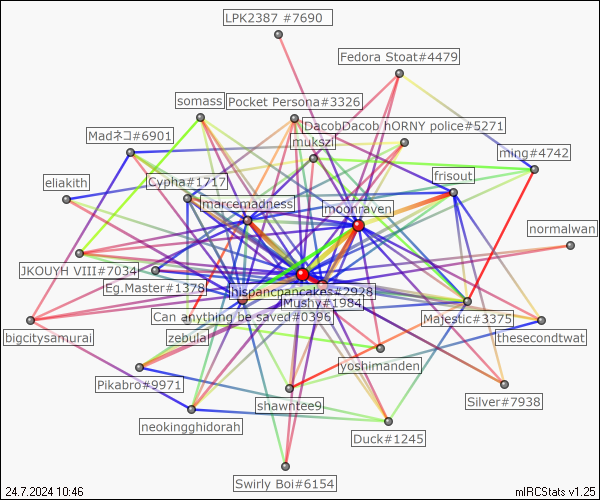 LPK2387 #7690
Fedora Stoat#4479
somass
Pocket Persona#3326
DacobDacob hORNY police#5271
Madネコ#6901
mukszi
ming#4742
eliakith
Cypha#1717
frisout
marcemadness
moonraven
normalwan
JKOUYH VIII#7034
Eg.Master#1378
hispancpancakes#2928
Mushy#1984
Can anything be saved#0396
Majestic#3375
bigcitysamurai
zebulai
thesecondtwat
yoshimanden
Pikabro#9971
shawntee9
Silver#7938
neokingghidorah
Duck#1245
Swirly Boi#6154
24.7.2024 10:46
mIRCStats v1.25